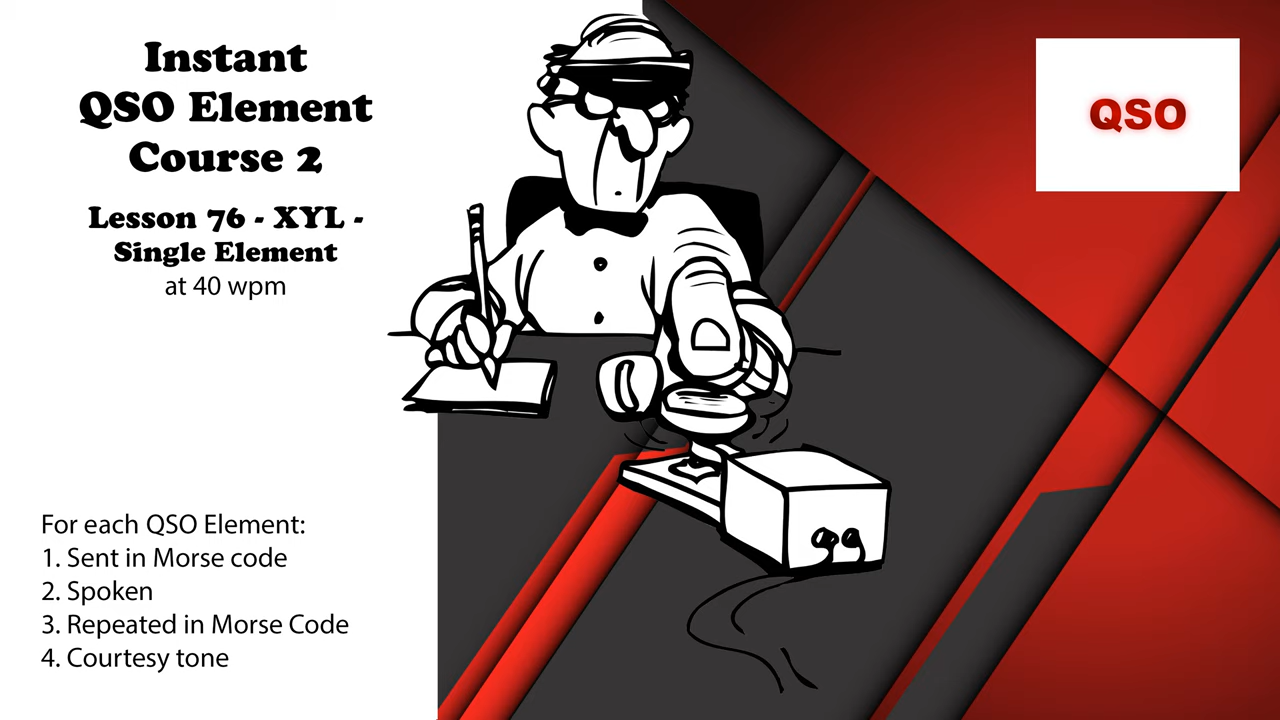 Instant
QSO Element
Course 2
Lesson 76 - XYL -
Single Element
at 40 wpm
QSO
For each QSO Element:
1. Sent in Morse code
2. Spoken
3. Repeated in Morse Code
4. Courtesy tone